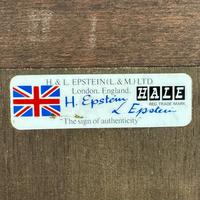 H & L. EPSTEIN (L & M.) LTD.
London. England.
HALE
REG. TRADE MARK.
H. Epstein
L. Epstein
"The sign of authenticity"